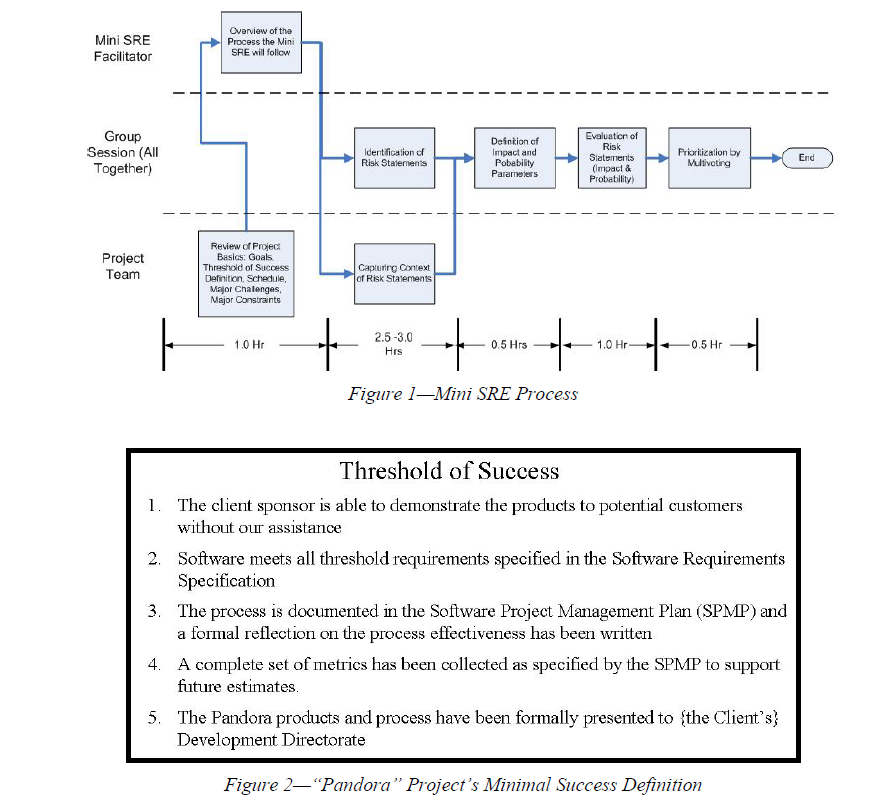 Mini SRE
Facilitator
Overview of the
Process the Mini
SRE will follow
Group
Session (All
Together)
Identification of
Risk Statements
Definition of
Impact and
Pobability
Parameters
Evaluation of
Risk
Statements
(Impact &
Probability)
Prioritization by
Multivoting
End
Project
Team
Review of Project
Basics: Goals,
Threshold of Success
Definition, Schedule,
Major Challenges,
Major Constraints
Capturing Context
of Risk Statements
1.0 Hr
2.5 -3.0
Hrs
0.5 Hrs
1.0 Hr
0.5 Hr
Figure 1—Mini SRE Process
Threshold of Success
1. The client sponsor is able to demonstrate the products to potential customers
without our assistance
2. Software meets all threshold requirements specified in the Software Requirements
Specification
3. The process is documented in the Software Project Management Plan (SPMP) and
a formal reflection on the process effectiveness has been written
4. A complete set of metrics has been collected as specified by the SPMP to support
future estimates.
5. The Pandora products and process have been formally presented to {the Client's}
Development Directorate
Figure 2—“Pandora” Project’s Minimal Success Definition